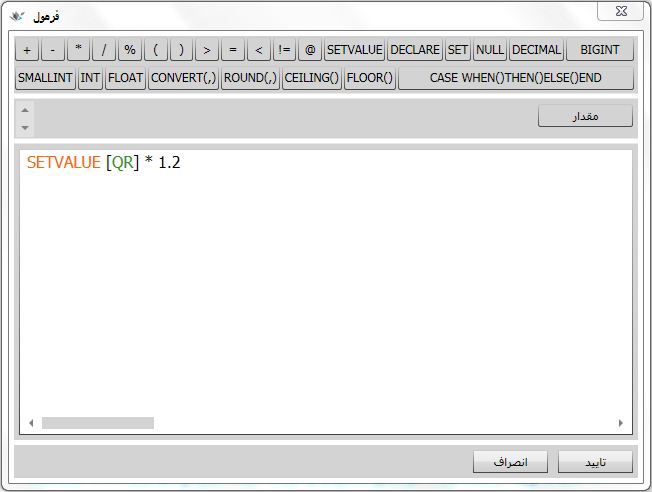 فرمول
+ - * / % ( ) > = < != @ SETVALUE DECLARE SET NULL DECIMAL BIGINT
SMALLINT INT FLOAT CONVERT(,) ROUND(,) CEILING() FLOOR() CASE WHEN()THEN()ELSE()END
مقدار
SETVALUE [QR] * 1.2
تایید انصراف